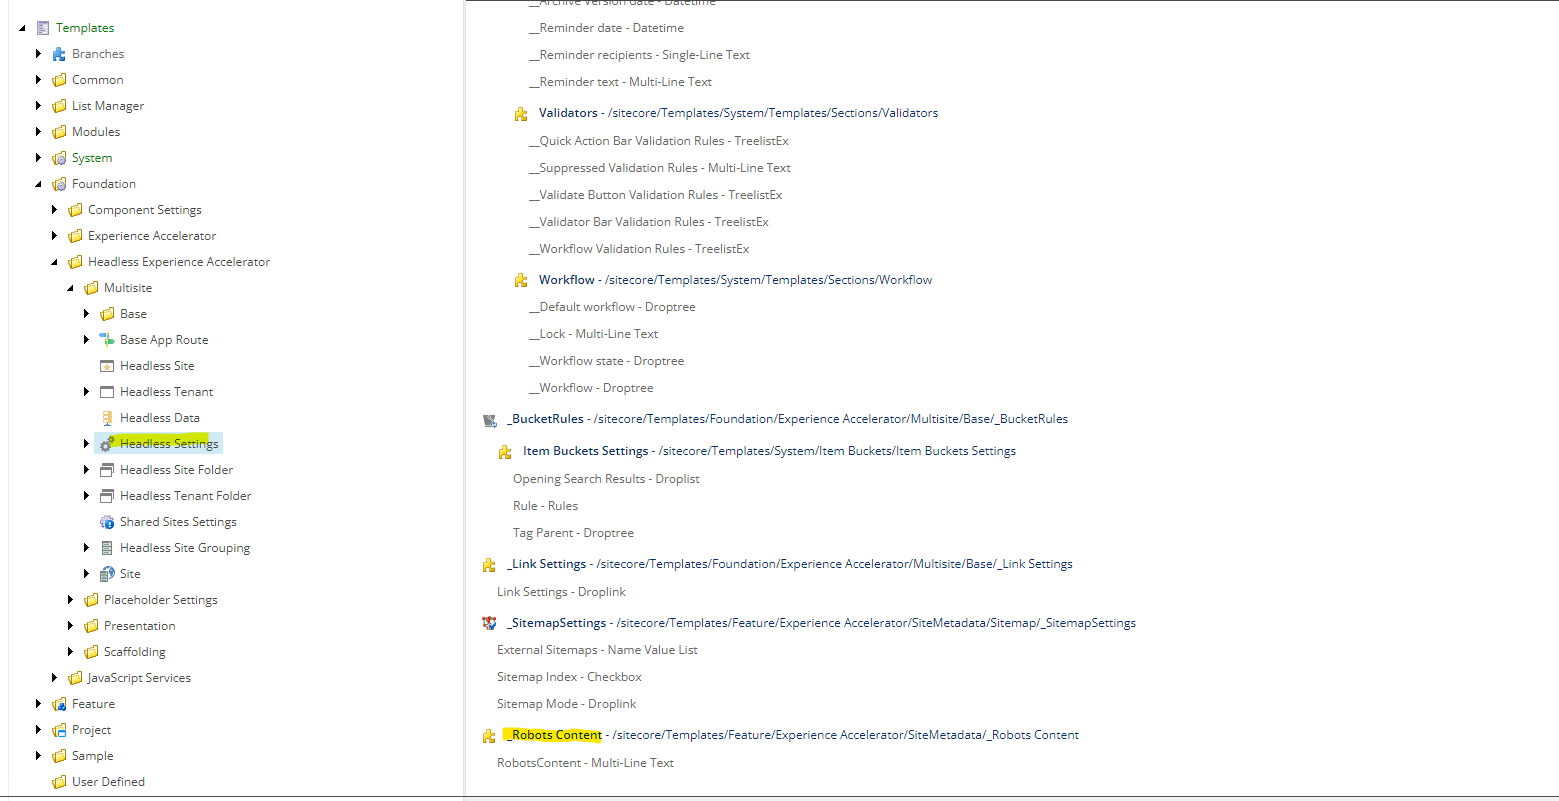 Templates
Branches
Common
List Manager
Modules
System
Foundation
Component Settings
Experience Accelerator
Headless Experience Accelerator
Multisite
Base
Base App Route
Headless Site
Headless Tenant
Headless Data
Headless Settings
Headless Site Folder
Headless Tenant Folder
Shared Sites Settings
Headless Site Grouping
Site
Placeholder Settings
Presentation
Scaffolding
JavaScript Services
Feature
Project
Sample
User Defined
__Archive Version date - Datetime
__Reminder date - Datetime
__Reminder recipients - Single-Line Text
__Reminder text - Multi-Line Text
Validators - /sitecore/Templates/System/Templates/Sections/Validators
__Quick Action Bar Validation Rules - TreelistEx
__Suppressed Validation Rules - Multi-Line Text
__Validate Button Validation Rules - TreelistEx
__Validator Bar Validation Rules - TreelistEx
__Workflow Validation Rules - TreelistEx
Workflow - /sitecore/Templates/System/Templates/Sections/Workflow
__Default workflow - Droptree
__Lock - Multi-Line Text
__Workflow state - Droptree
__Workflow - Droptree
_BucketRules - /sitecore/Templates/Foundation/Experience Accelerator/Multisite/Base/_BucketRules
Item Buckets Settings - /sitecore/Templates/System/Item Buckets/Item Buckets Settings
Opening Search Results - Droplist
Rule - Rules
Tag Parent - Droptree
_Link Settings - /sitecore/Templates/Foundation/Experience Accelerator/Multisite/Base/_Link Settings
Link Settings - Droplink
_SitemapSettings - /sitecore/Templates/Feature/Experience Accelerator/SiteMetadata/Sitemap/_SitemapSettings
External Sitemaps - Name Value List
Sitemap Index - Checkbox
Sitemap Mode - Droplink
_Robots Content - /sitecore/Templates/Feature/Experience Accelerator/SiteMetadata/_Robots Content
RobotsContent - Multi-Line Text